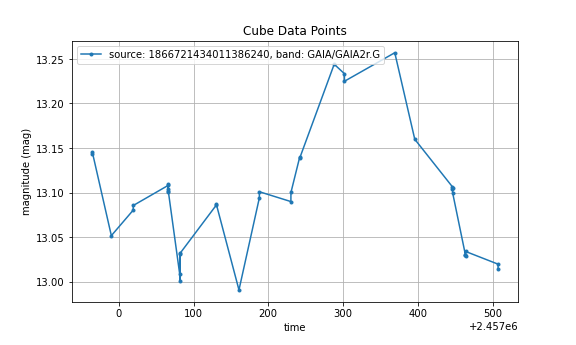 Cube Data Points
source: 1866721434011386240, band: GAIA/GAIA2r.G
magnitude (mag)
13.25
13.20
13.15
13.10
13.05
13.00
0 100 200 300 400 500
time
+2.457e6